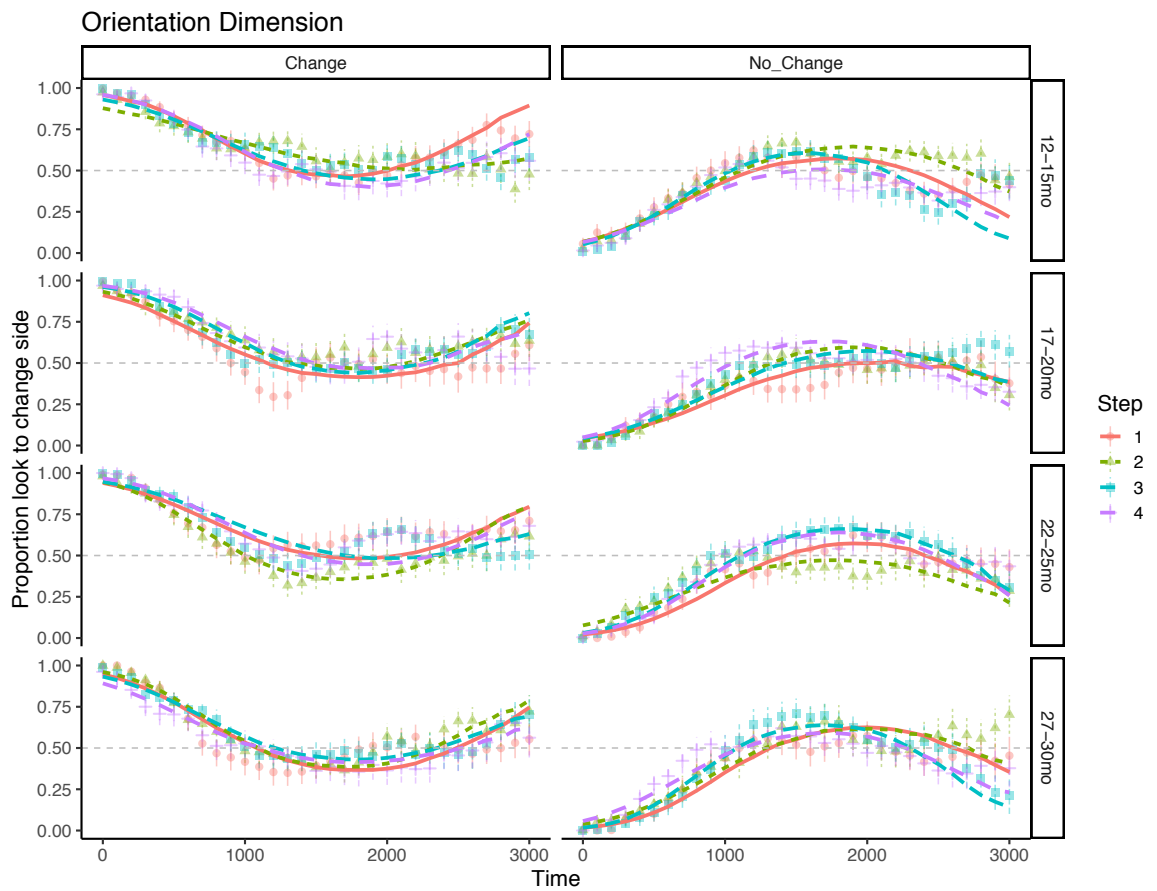 Orientation Dimension
Change
No_Change
Proportion look to change side
1.00
0.75
0.50
0.25
0.00
12−15mo
1.00
0.75
0.50
0.25
0.00
17−20mo
1.00
0.75
0.50
0.25
0.00
22−25mo
1.00
0.75
0.50
0.25
0.00
27−30mo
0 1000 2000 3000 0 1000 2000 3000
Time
Step
1
2
3
4